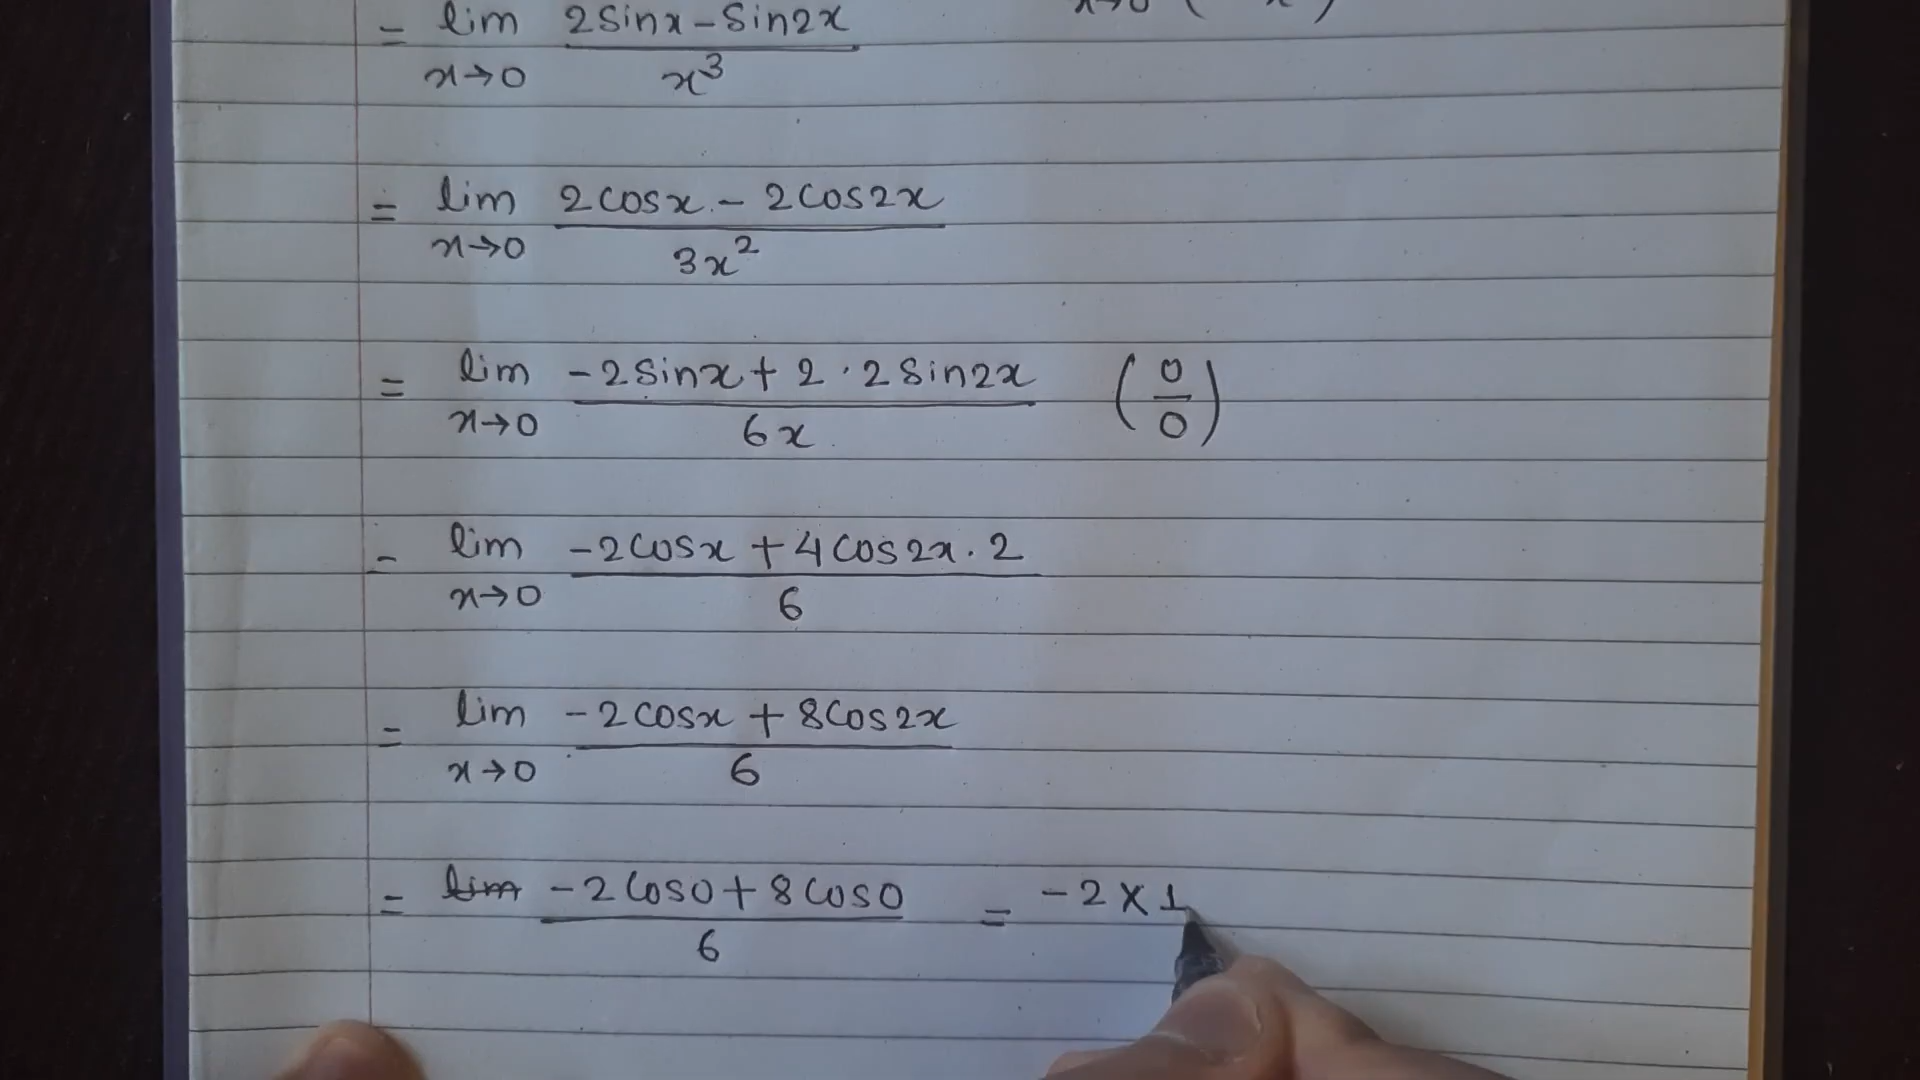 = lim 2sinx - sin2x / x³
x→0
= lim 2cosx - 2cos2x / 3x²
x→0
= lim -2sinx + 2·2sin2x / 6x (0/0)
x→0
- lim -2cosx + 4cos2x·2 / 6
x→0
= lim -2cosx + 8cos2x / 6
x→0
= lim -2cos0 + 8cos0 / 6 = -2×1